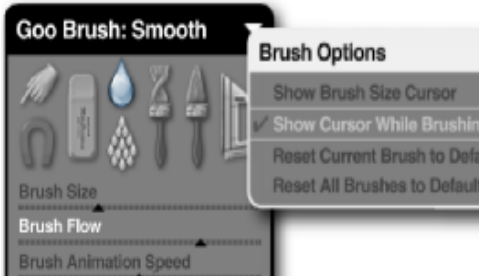 Goo Brush: Smooth
Brush Options
Show Brush Size Cursor
✓ Show Cursor While Brushin
Reset Current Brush to Defa
Reset All Brushes to Default
Brush Size
Brush Flow
Brush Animation Speed